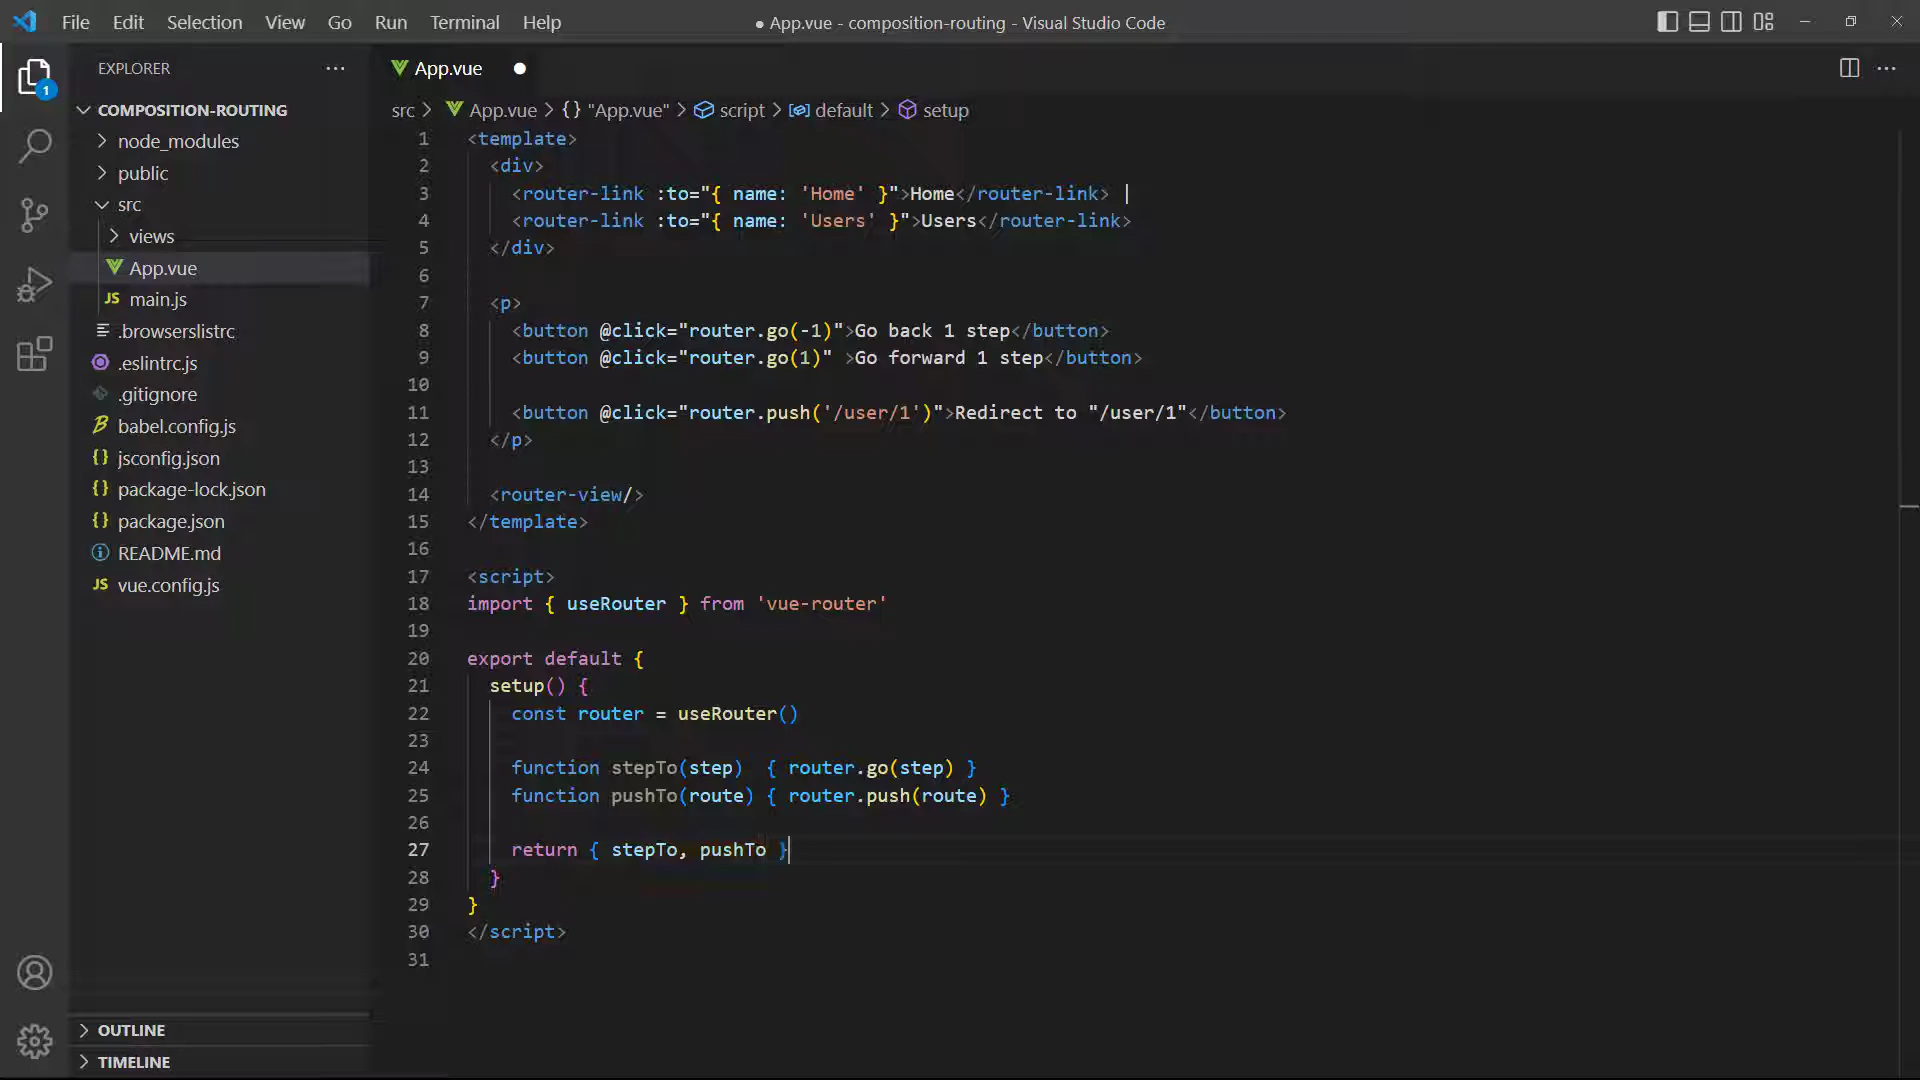 File Edit Selection View Go Run Terminal Help
● App.vue - composition-routing - Visual Studio Code
EXPLORER
1
COMPOSITION-ROUTING
node_modules
public
src
views
App.vue
JS main.js
.browserslistrc
.eslintrc.js
.gitignore
babel.config.js
{} jsconfig.json
{} package-lock.json
{} package.json
README.md
JS vue.config.js
OUTLINE
TIMELINE
App.vue ●
src > App.vue > {} "App.vue" > script > default > setup
1 <template>
2 <div>
3 <router-link :to="{ name: 'Home' }">Home</router-link> |
4 <router-link :to="{ name: 'Users' }">Users</router-link>
5 </div>
6
7 <p>
8 <button @click="router.go(-1)">Go back 1 step</button>
9 <button @click="router.go(1)" >Go forward 1 step</button>
10
11 <button @click="router.push('/user/1')">Redirect to "/user/1"</button>
12 </p>
13
14 <router-view/>
15 </template>
16
17 <script>
18 import { useRouter } from 'vue-router'
19
20 export default {
21 setup() {
22 const router = useRouter()
23
24 function stepTo(step)  { router.go(step) }
25 function pushTo(route) { router.push(route) }
26
27 return { stepTo, pushTo }
28 }
29 }
30 </script>
31